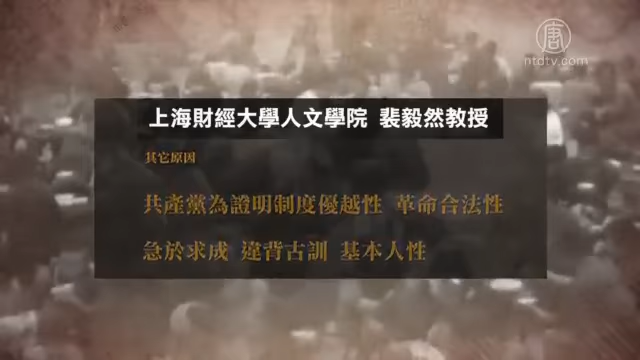 唐
ntdtv.com
上海財經大學人文學院 裴毅然教授
其它原因
共產黨為證明制度優越性 革命合法性
急於求成 違背古訓 基本人性